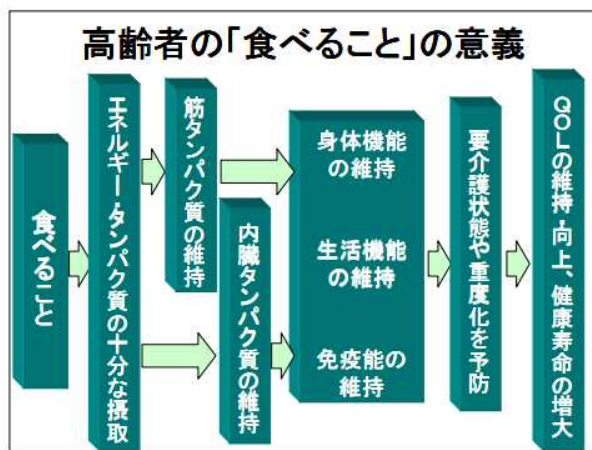 高齢者の「食べること」の意義
食べること
エネルギー・タンパク質の十分な摂取
筋タンパク質の維持
内臓タンパク質の維持
身体機能
の維持
生活機能
の維持
免疫能の
維持
要介護状態や重度化を予防
QOLの維持・向上、健康寿命の増大